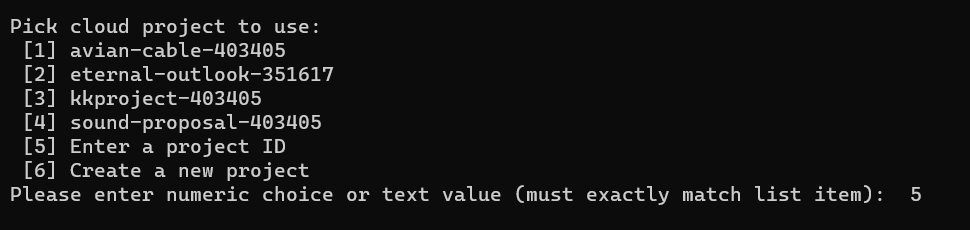 Pick cloud project to use:
 [1] avian-cable-403405
 [2] eternal-outlook-351617
 [3] kkproject-403405
 [4] sound-proposal-403405
 [5] Enter a project ID
 [6] Create a new project
Please enter numeric choice or text value (must exactly match list item):  5